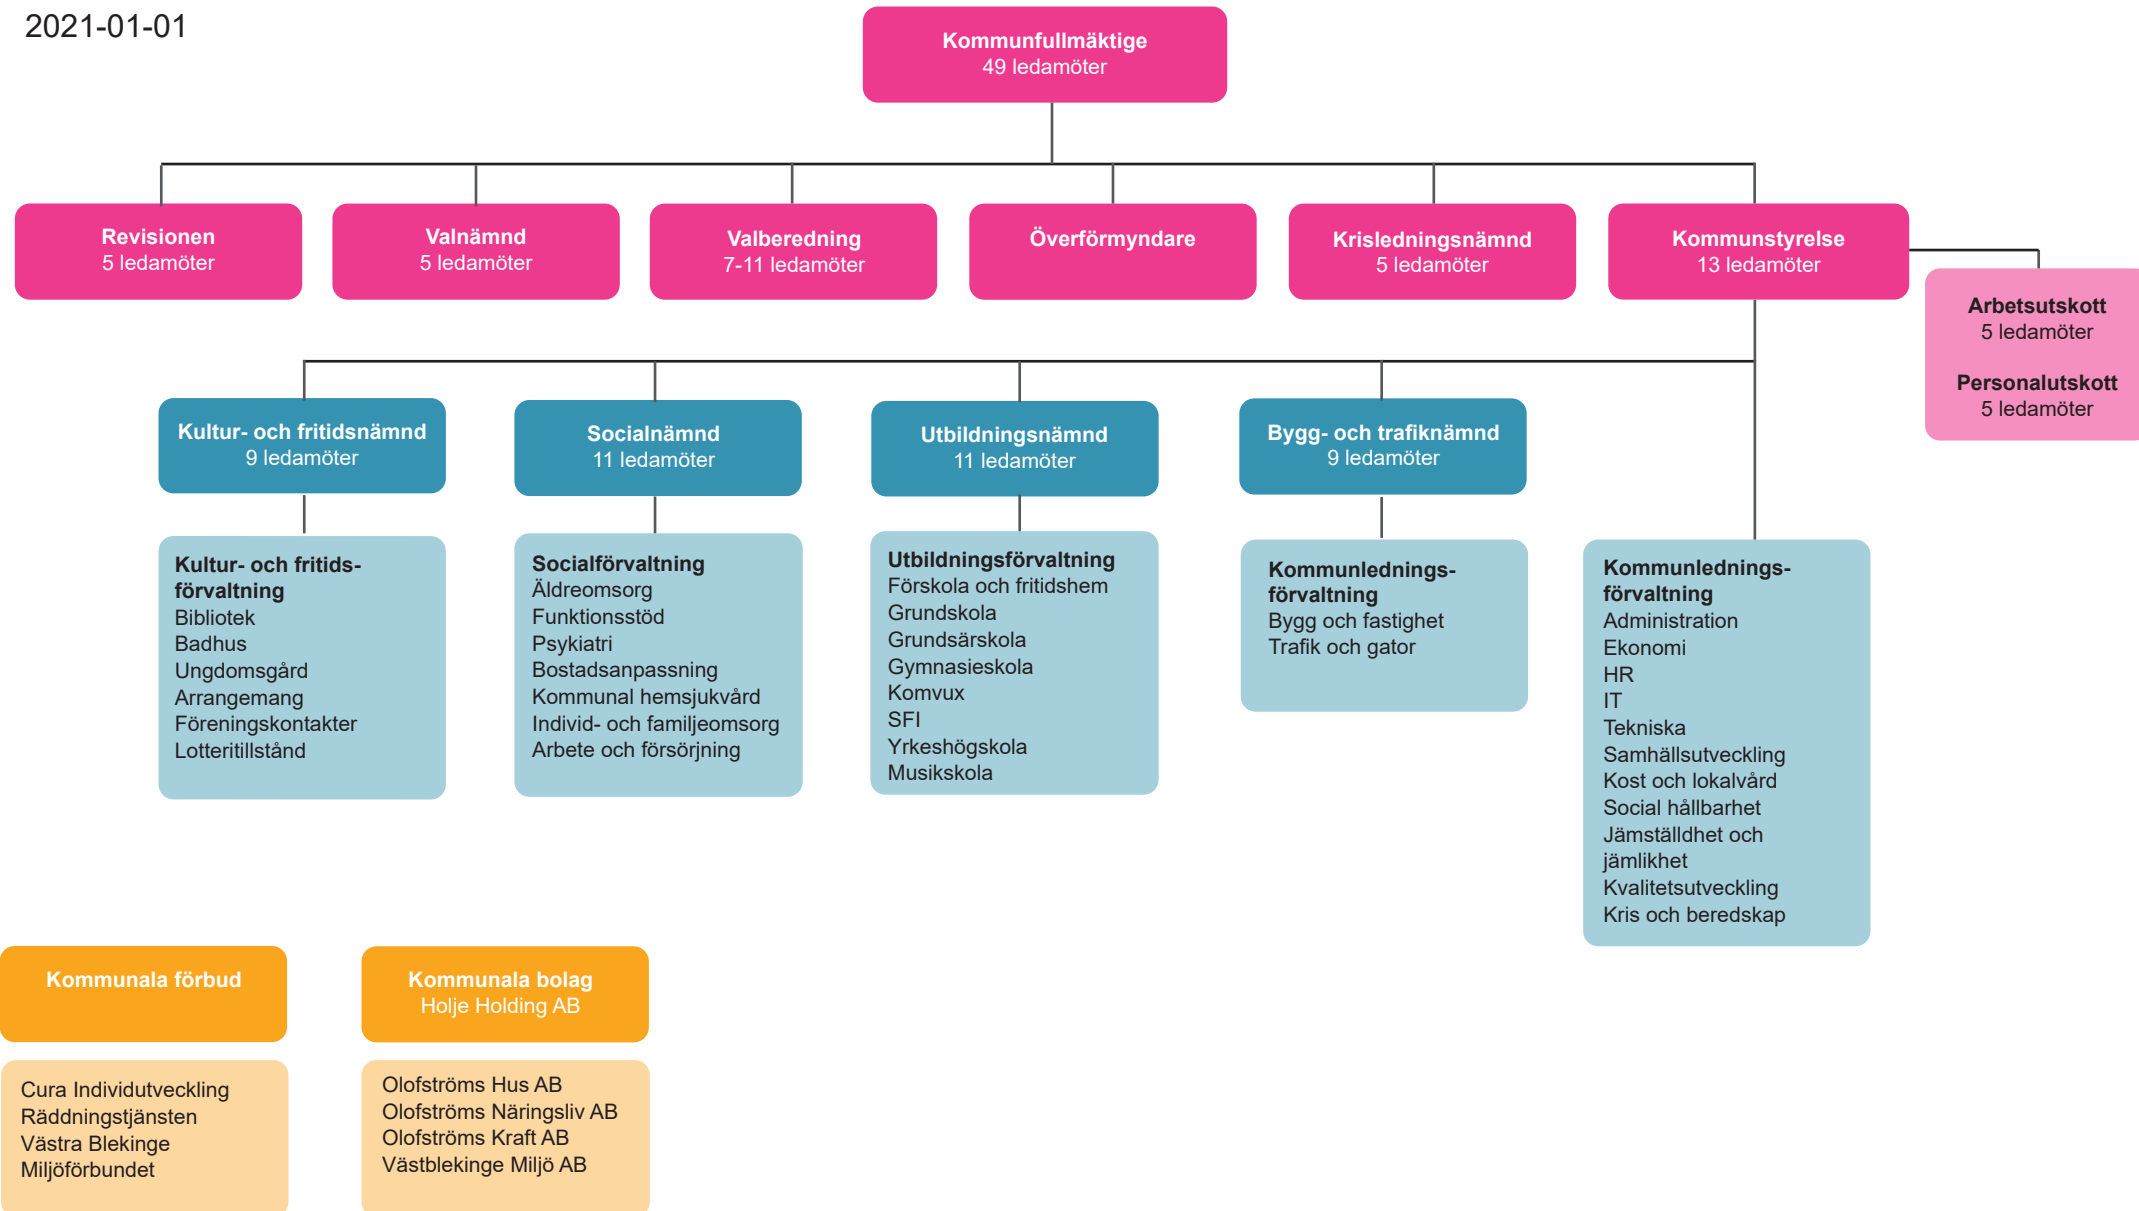 2021-01-01
Kommunfullmäktige
49 ledamöter
Revisionen
5 ledamöter
Valnämnd
5 ledamöter
Valberedning
7-11 ledamöter
Överförmyndare
Krisledningsnämnd
5 ledamöter
Kommunstyrelse
13 ledamöter
Arbetsutskott
5 ledamöter
Personalutskott
5 ledamöter
Kultur- och fritidsnämnd
9 ledamöter
Socialnämnd
11 ledamöter
Utbildningsnämnd
11 ledamöter
Bygg- och trafiknämnd
9 ledamöter
Kultur- och fritids-
förvaltning
Bibliotek
Badhus
Ungdomsgård
Arrangemang
Föreningskontakter
Lotteritillstånd
Socialförvaltning
Äldreomsorg
Funktionsstöd
Psykiatri
Bostadsanpassning
Kommunal hemsjukvård
Individ- och familjeomsorg
Arbete och försörjning
Utbildningsförvaltning
Förskola och fritidshem
Grundskola
Grundsärskola
Gymnasieskola
Komvux
SFI
Yrkeshögskola
Musikskola
Kommunlednings-
förvaltning
Bygg och fastighet
Trafik och gator
Kommunlednings-
förvaltning
Administration
Ekonomi
HR
IT
Tekniska
Samhällsutveckling
Kost och lokalvård
Social hållbarhet
Jämställdhet och
jämlikhet
Kvalitetsutveckling
Kris och beredskap
Kommunala förbud
Cura Individutveckling
Räddningstjänsten
Västra Blekinge
Miljöförbundet
Kommunala bolag
Holje Holding AB
Olofströms Hus AB
Olofströms Näringsliv AB
Olofströms Kraft AB
Västblekinge Miljö AB